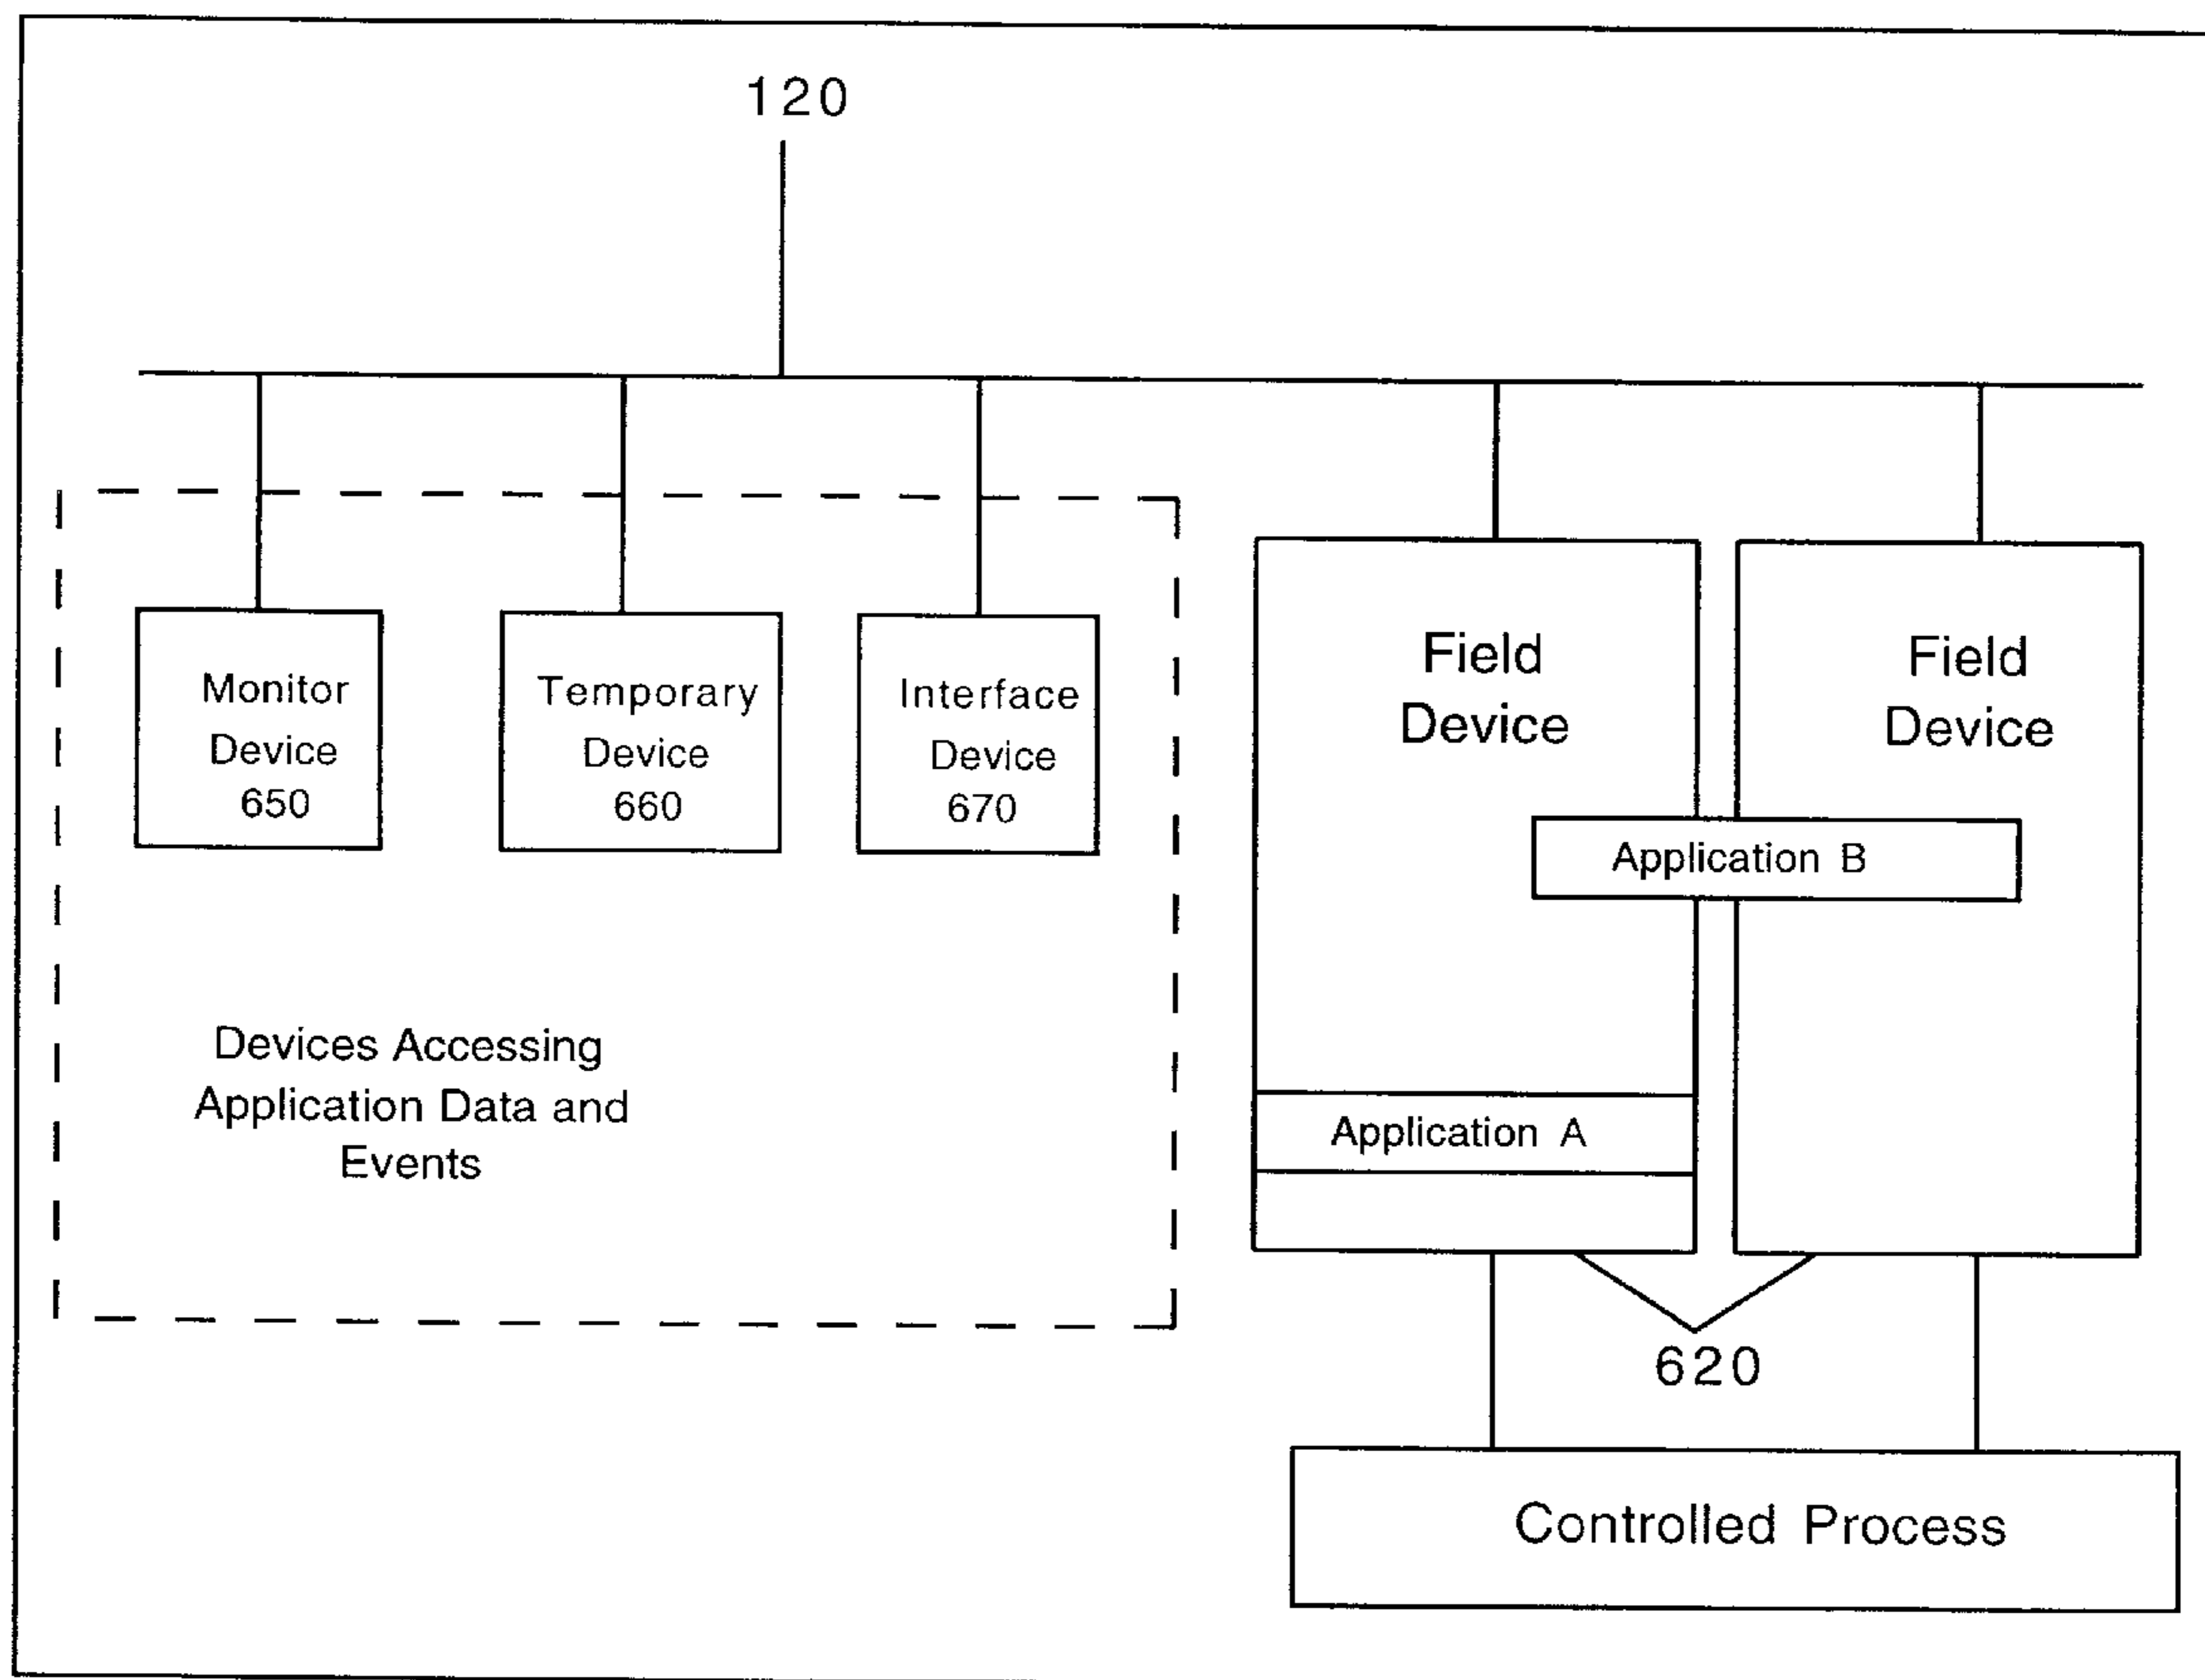 120
Monitor
Device
650
Temporary
Device
660
Interface
Device
670
Devices Accessing
Application Data and
Events
Field
Device
Field
Device
Application B
Application A
620
Controlled Process